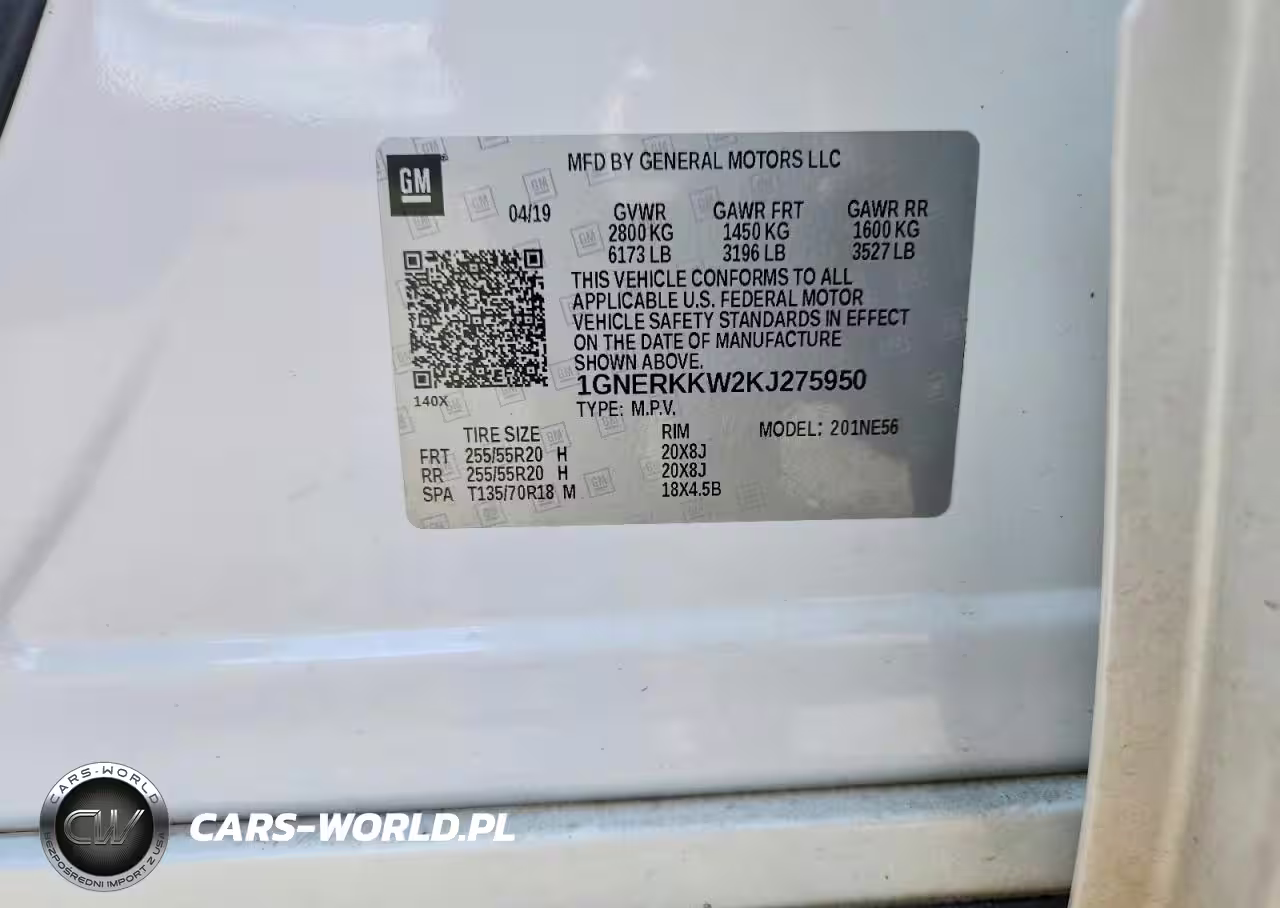 GM
MFD BY GENERAL MOTORS LLC
04/19
GVWR GAWR FRT GAWR RR
2800 KG 1450 KG 1600 KG
6173 LB 3196 LB 3527 LB
THIS VEHICLE CONFORMS TO ALL
APPLICABLE U.S. FEDERAL MOTOR
VEHICLE SAFETY STANDARDS IN EFFECT
ON THE DATE OF MANUFACTURE
SHOWN ABOVE.
1GNERKKW2KJ275950
140X
TYPE: M.P.V.
TIRE SIZE RIM MODEL: 201NE56
FRT 255/55R20 H 20X8J
RR 255/55R20 H 20X8J
SPA T135/70R18 M 18X4.5B
CARS-WORLD
CW
BEZPOŚREDNI IMPORT Z USA
CARS-WORLD.PL